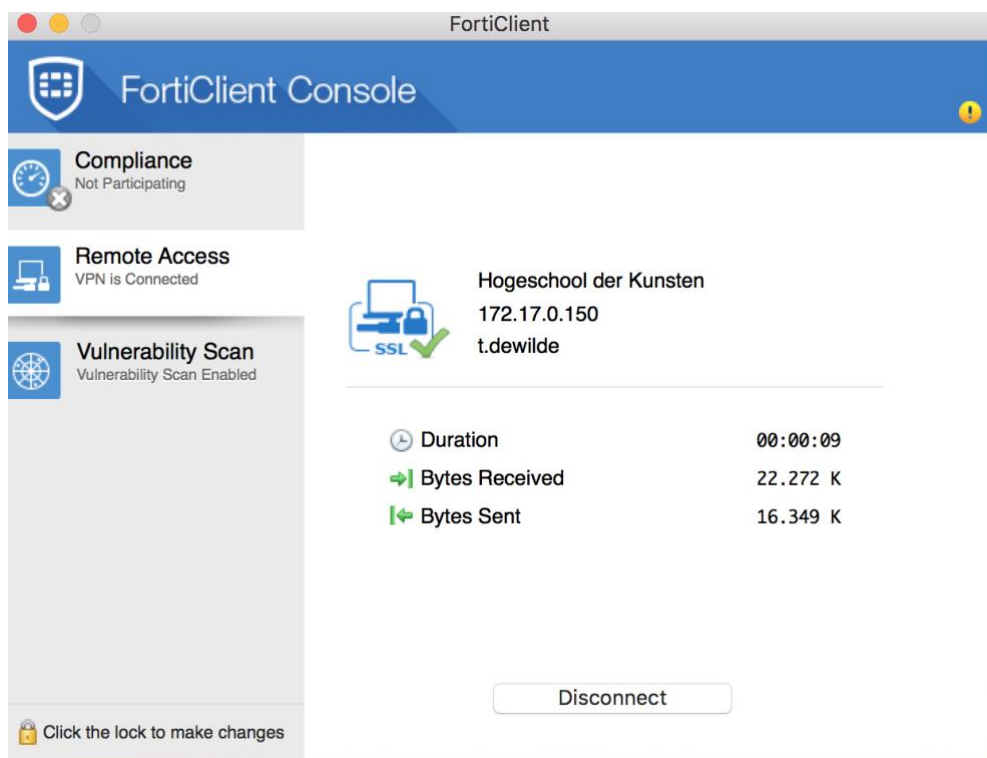 FortiClient
FortiClient Console
Compliance
Not Participating
Remote Access
VPN is Connected
Vulnerability Scan
Vulnerability Scan Enabled
Click the lock to make changes
SSL
Hogeschool der Kunsten
172.17.0.150
t.dewilde
Duration 00:00:09
Bytes Received 22.272 K
Bytes Sent 16.349 K
Disconnect